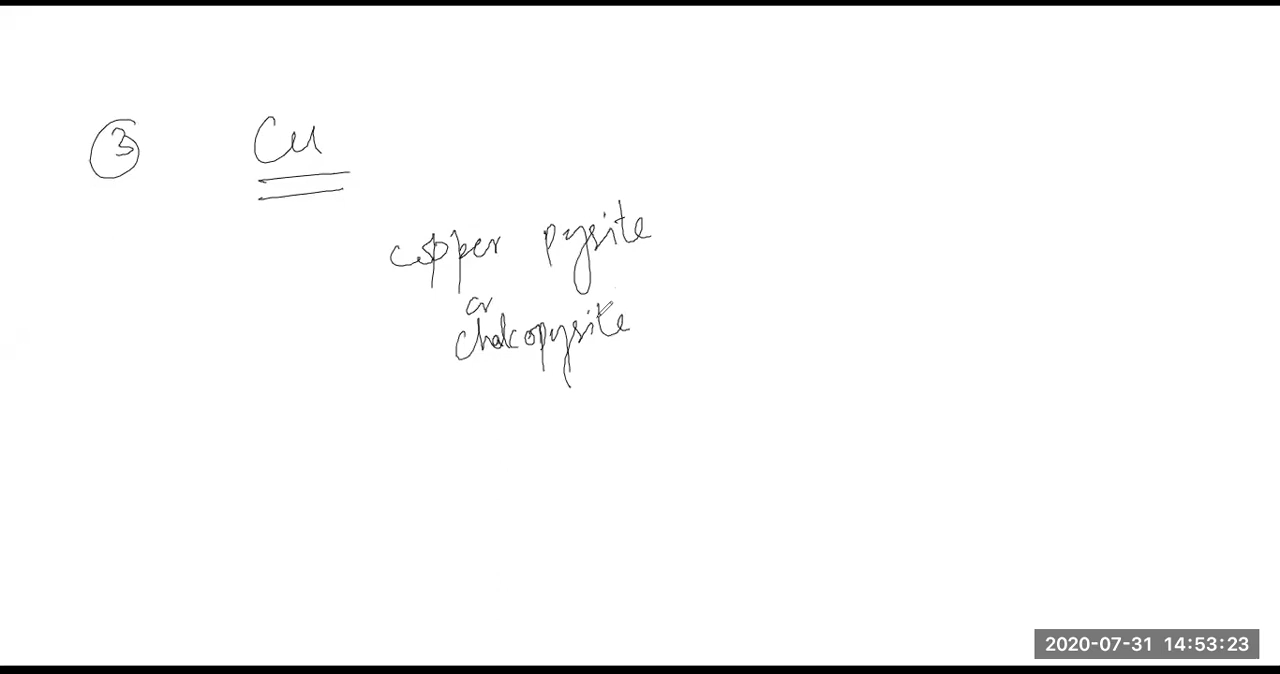 ③ Cu
copper pyrite
or
chalcopyrite
2020-07-31 14:53:23